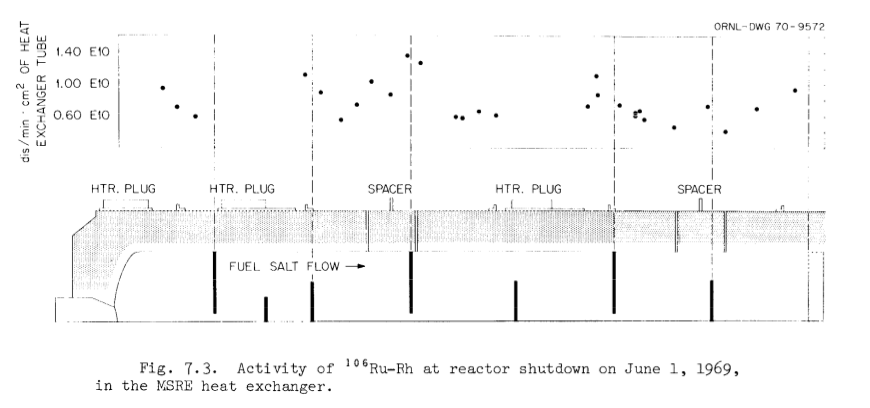 ORNL-DWG 70-9572
dis/min · cm² OF HEAT
EXCHANGER TUBE
1.40 E10
1.00 E10
0.60 E10
HTR. PLUG HTR. PLUG SPACER HTR. PLUG SPACER
FUEL SALT FLOW →
Fig. 7.3. Activity of ¹⁰⁶Ru-Rh at reactor shutdown on June 1, 1969,
in the MSRE heat exchanger.